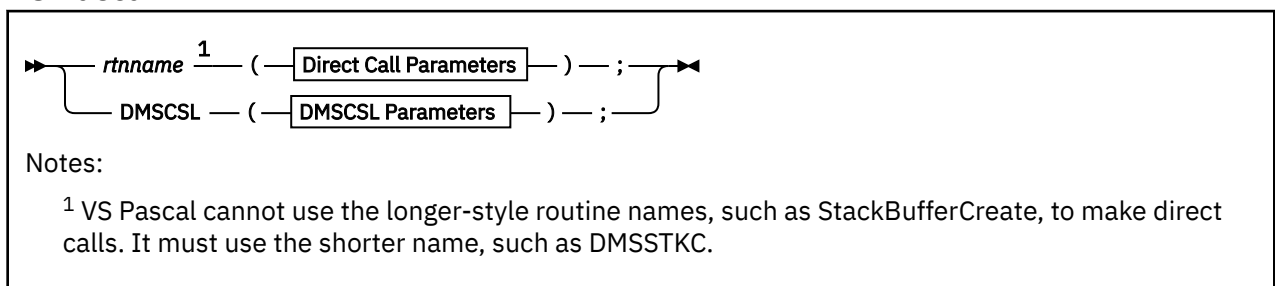 rtnname 1 ( Direct Call Parameters ) ;
DMSCSL ( DMSCSL Parameters ) ;
Notes:
1 VS Pascal cannot use the longer-style routine names, such as StackBufferCreate, to make direct
calls. It must use the shorter name, such as DMSSTKC.